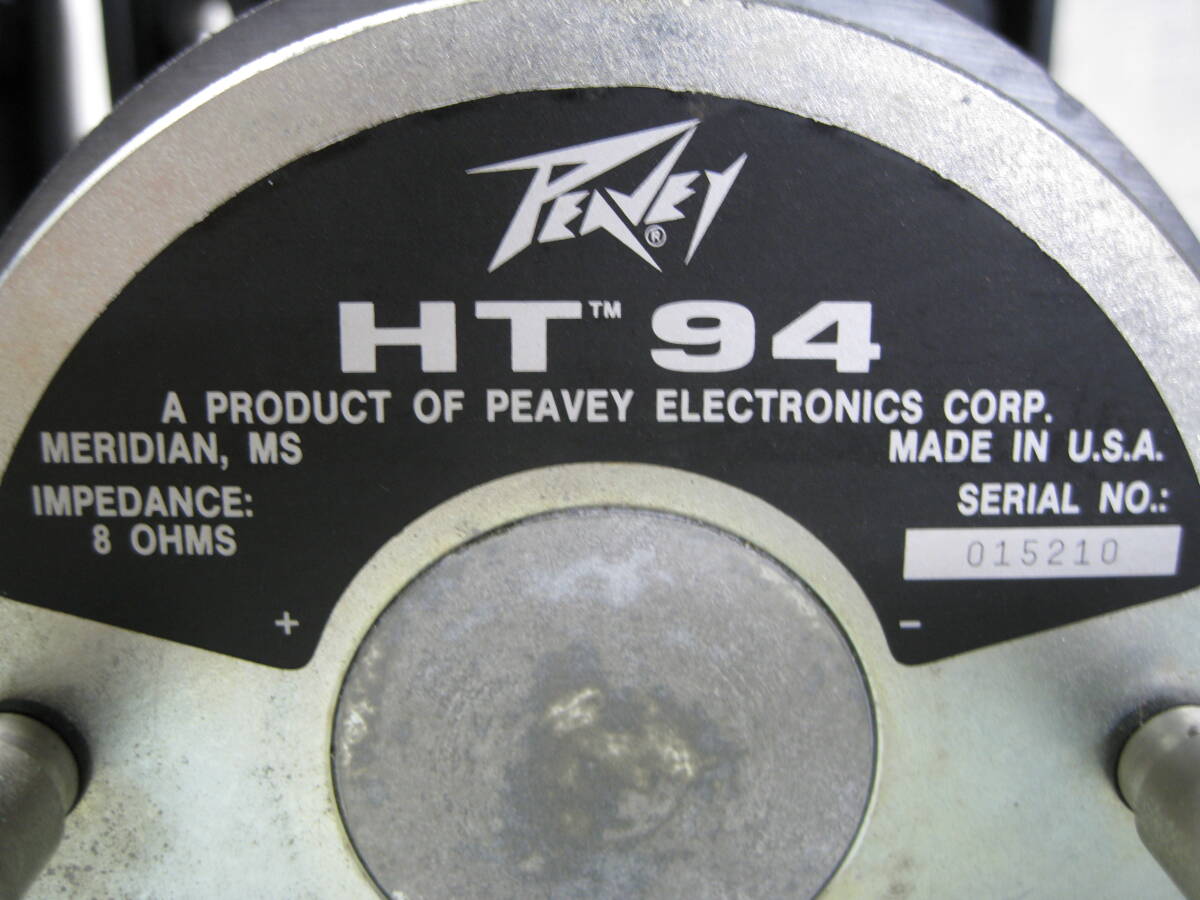 PEAVEY®
HT™ 94
A PRODUCT OF PEAVEY ELECTRONICS CORP.
MERIDIAN, MS
MADE IN U.S.A.
IMPEDANCE:
8 OHMS
SERIAL NO.:
015210
+
−